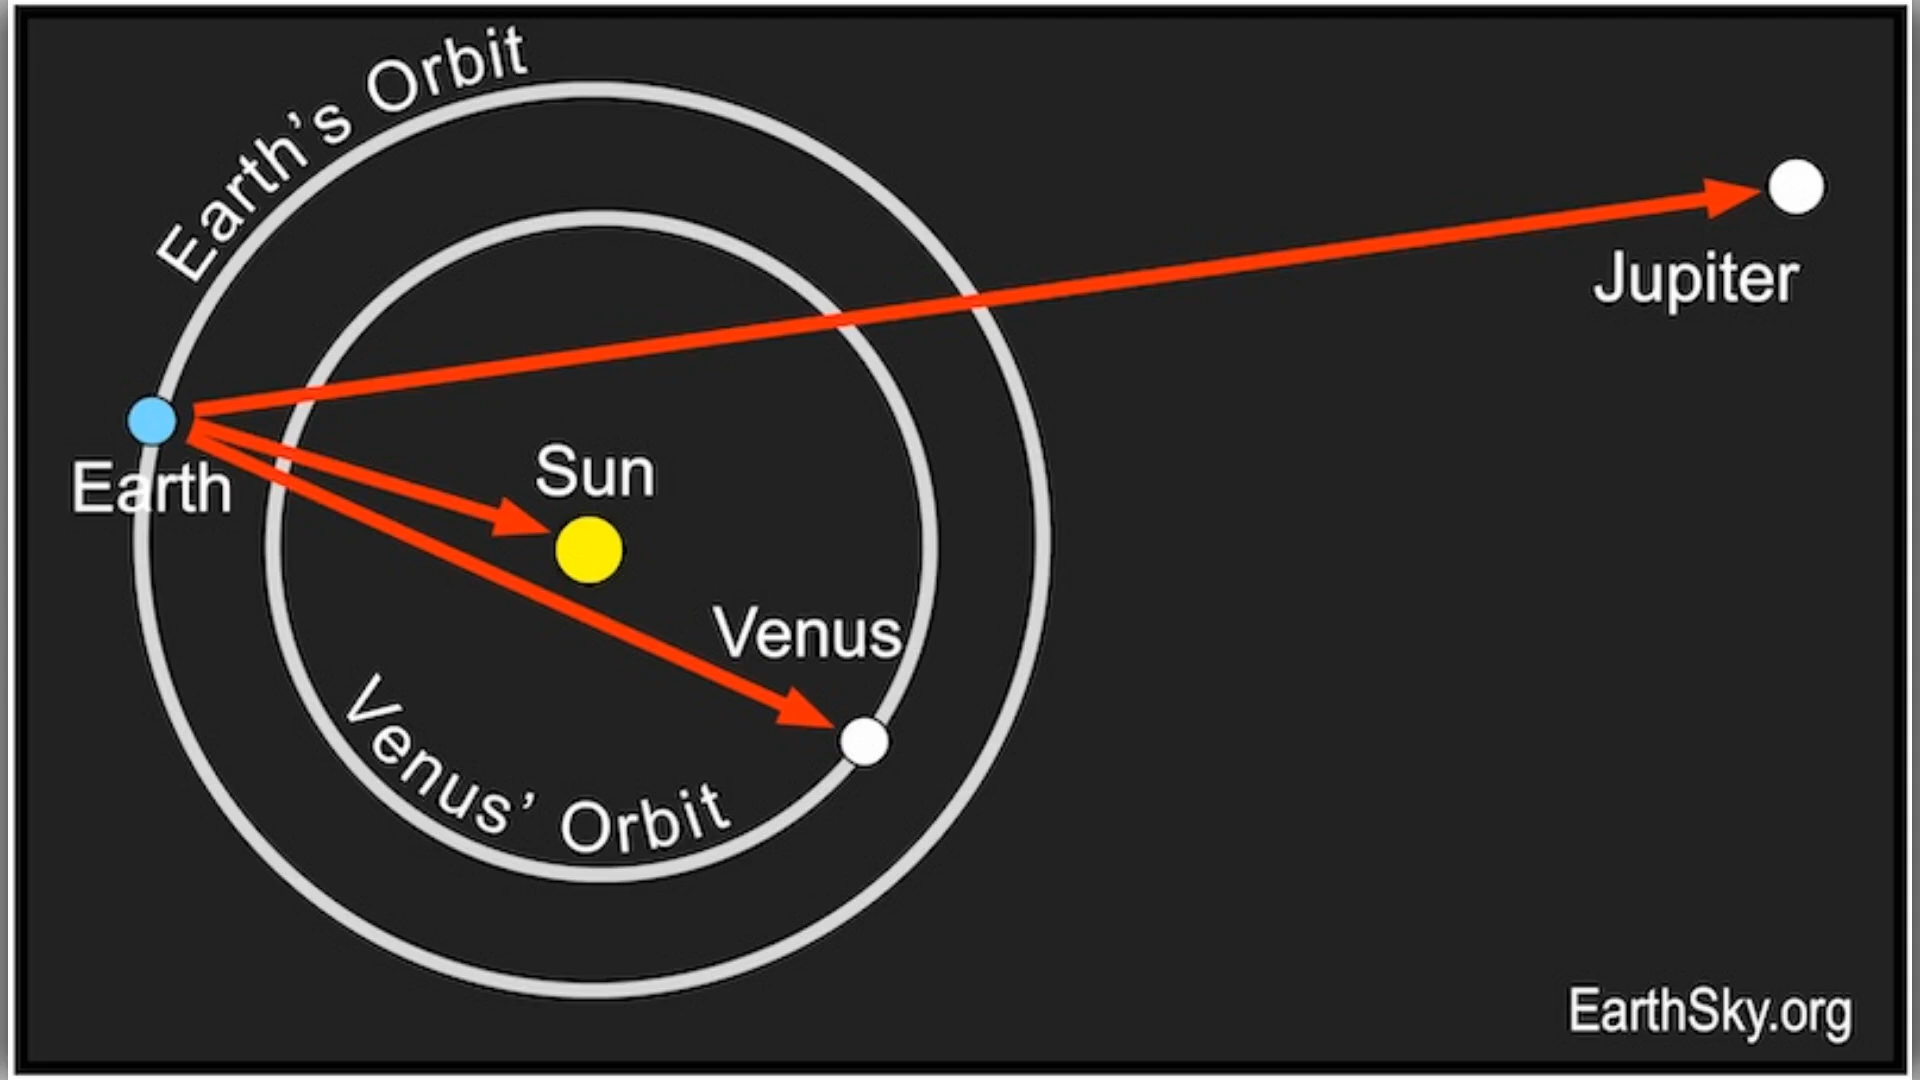 Earth’s Orbit
Jupiter
Earth
Sun
Venus
Venus’ Orbit
EarthSky.org